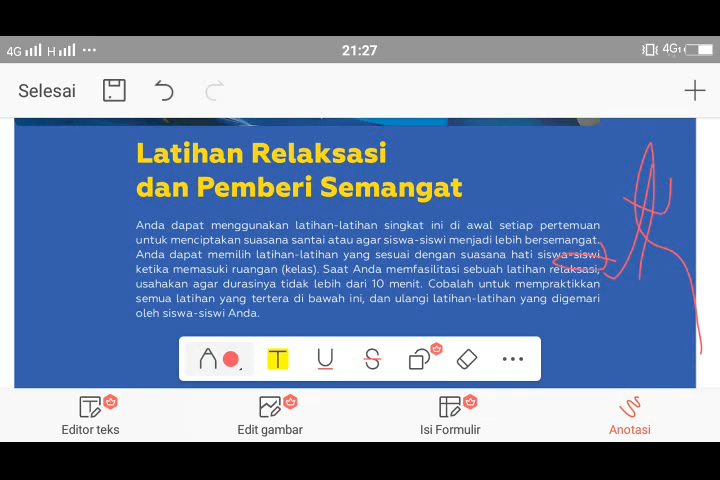 4G H 21:27 4G
Selesai
Latihan Relaksasi
dan Pemberi Semangat
Anda dapat menggunakan latihan-latihan singkat ini di awal setiap pertemuan
untuk menciptakan suasana santai atau agar siswa-siswi menjadi lebih bersemangat.
Anda dapat memilih latihan-latihan yang sesuai dengan suasana hati siswa-siswi
ketika memasuki ruangan (kelas). Saat Anda memfasilitasi sebuah latihan relaksasi,
usahakan agar durasinya tidak lebih dari 10 menit. Cobalah untuk mempraktikkan
semua latihan yang tertera di bawah ini, dan ulangi latihan-latihan yang digemari
oleh siswa-siswi Anda.
T U S
Editor teks Edit gambar Isi Formulir Anotasi